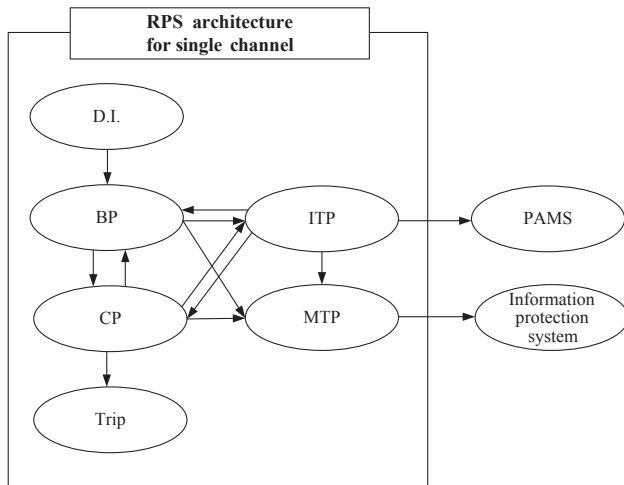 RPS architecture
for single channel
D.I.
BP
ITP
PAMS
CP
MTP
Information
protection
system
Trip